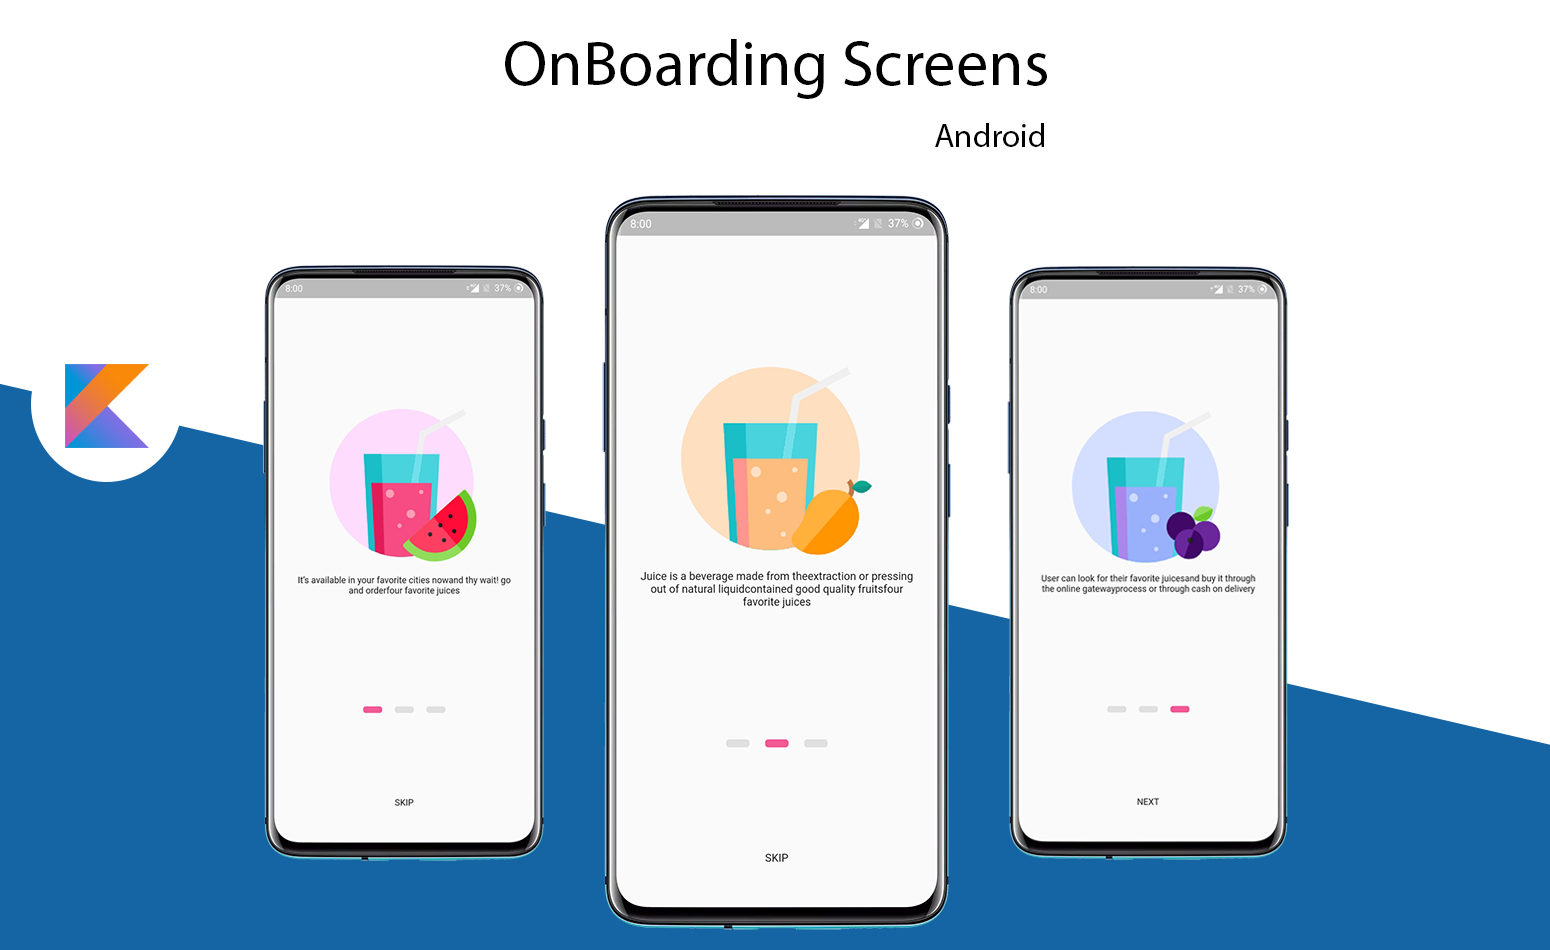 OnBoarding Screens
Android
8:00
37%
It's available in your favorite cities nowand thy wait! go
and orderfour favorite juices
SKIP
8:00
37%
Juice is a beverage made from theextraction or pressing
out of natural liquidcontained good quality fruitsfour
favorite juices
SKIP
8:00
37%
User can look for their favorite juicesand buy it through
the online gatewayprocess or through cash on delivery
NEXT